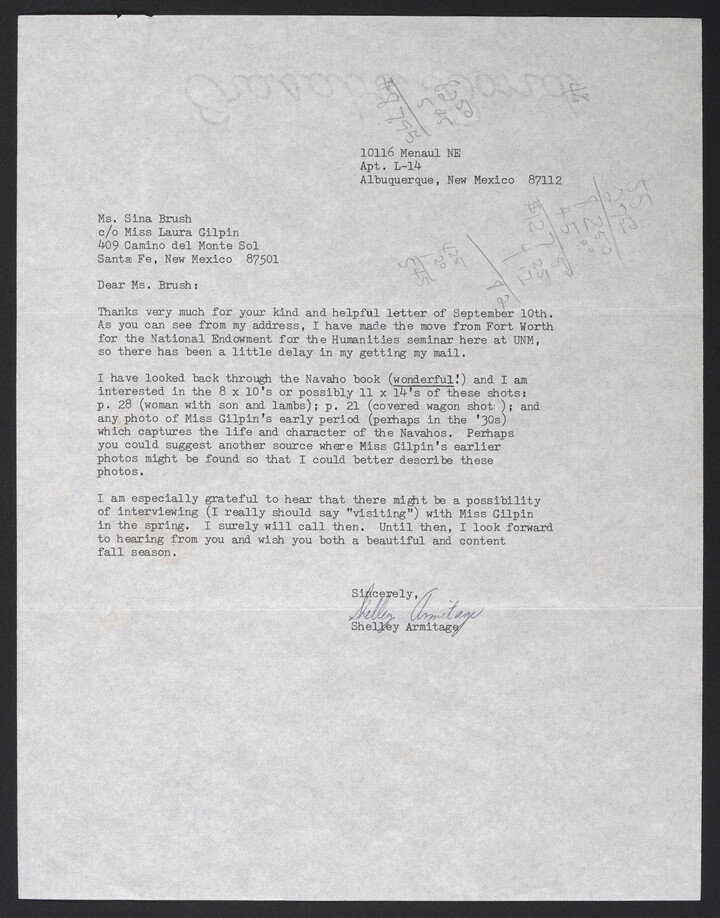 10116 Menaul NE
Apt. L-14
Albuquerque, New Mexico  87112
Ms. Sina Brush
c/o Miss Laura Gilpin
409 Camino del Monte Sol
Santa Fe, New Mexico  87501
Dear Ms. Brush:
Thanks very much for your kind and helpful letter of September 10th.
As you can see from my address, I have made the move from Fort Worth
for the National Endowment for the Humanities seminar here at UNM,
so there has been a little delay in my getting my mail.
I have looked back through the Navaho book (wonderful!) and I am
interested in the 8 x 10's or possibly 11 x 14's of these shots:
p. 28 (woman with son and lambs); p. 21 (covered wagon shot ); and
any photo of Miss Gilpin's early period (perhaps in the '30s)
which captures the life and character of the Navahos.  Perhaps
you could suggest another source where Miss Gilpin's earlier
photos might be found so that I could better describe these
photos.
I am especially grateful to hear that there might be a possibility
of interviewing (I really should say "visiting") with Miss Gilpin
in the spring.  I surely will call then.  Until then, I look forward
to hearing from you and wish you both a beautiful and content
fall season.
Sincerely,
Shelley Armitage
Shelley Armitage